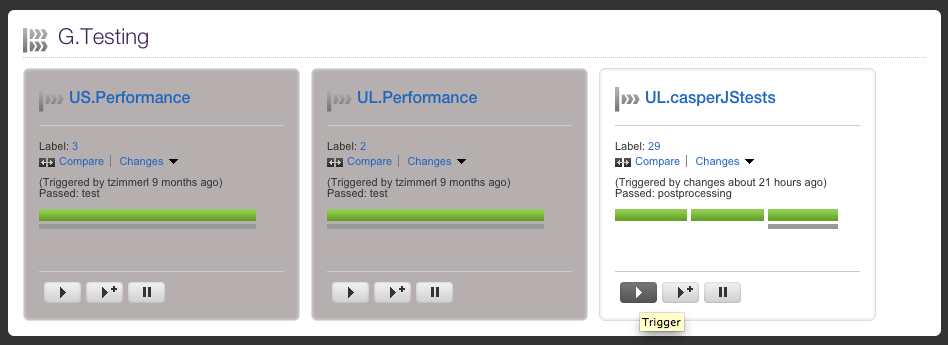 G.Testing
US.Performance
Label: 3
Compare | Changes
(Triggered by tzimmerl 9 months ago)
Passed: test
UL.Performance
Label: 2
Compare | Changes
(Triggered by tzimmerl 9 months ago)
Passed: test
UL.casperJStests
Label: 29
Compare | Changes
(Triggered by changes about 21 hours ago)
Passed: postprocessing
Trigger